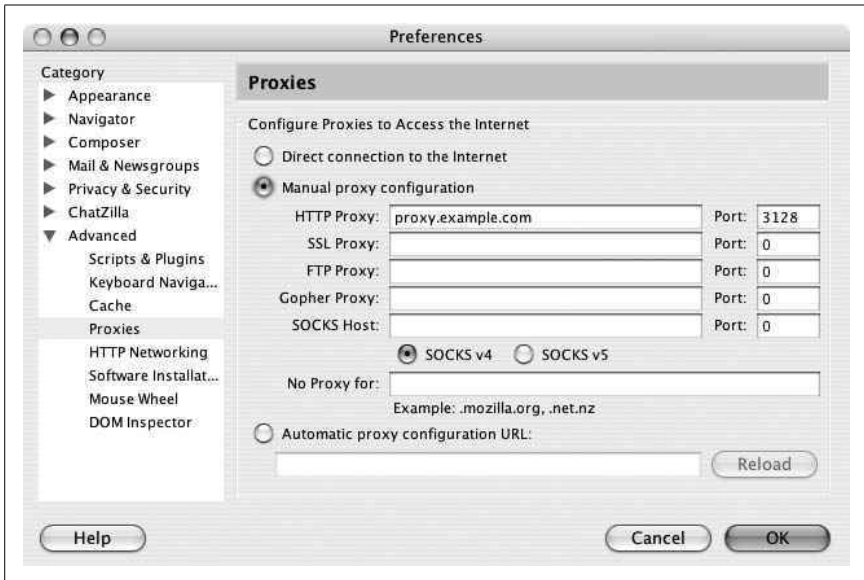 Preferences
Category
Appearance
Navigator
Composer
Mail & Newsgroups
Privacy & Security
ChatZilla
Advanced
Scripts & Plugins
Keyboard Naviga...
Cache
Proxies
HTTP Networking
Software Installat...
Mouse Wheel
DOM Inspector
Proxies
Configure Proxies to Access the Internet
Direct connection to the Internet
Manual proxy configuration
HTTP Proxy: proxy.example.com Port: 3128
SSL Proxy: Port: 0
FTP Proxy: Port: 0
Gopher Proxy: Port: 0
SOCKS Host: Port: 0
SOCKS v4 SOCKS v5
No Proxy for:
Example: .mozilla.org, .net.nz
Automatic proxy configuration URL:
Reload
Help Cancel OK